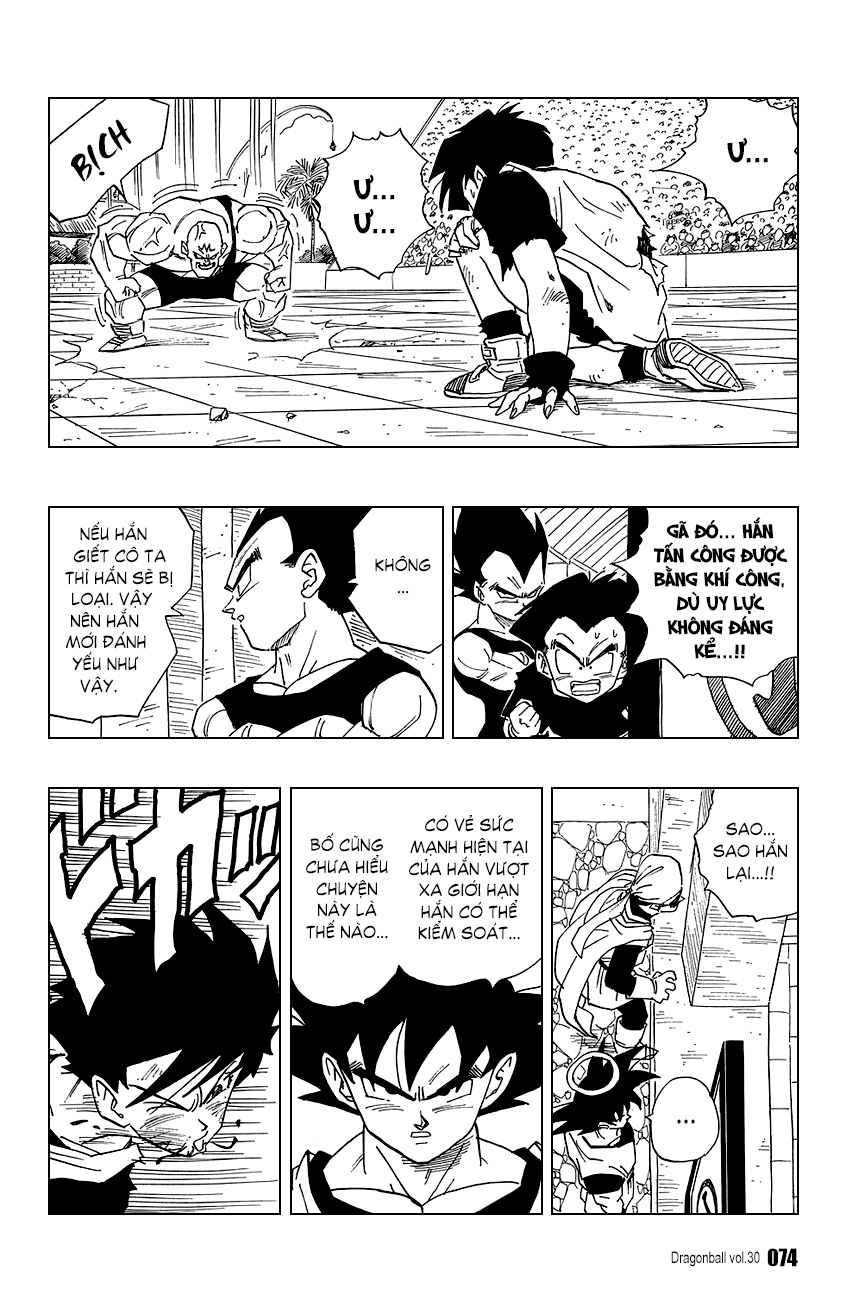 Ư...
Ư...
Ư...
BỊCH
GÃ ĐÓ... HẮN
TẤN CÔNG ĐƯỢC
BẰNG KHÍ CÔNG,
DÙ UY LỰC
KHÔNG ĐÁNG
KỂ...!!
KHÔNG
...
NẾU HẮN
GIẾT CÔ TA
THÌ HẮN SẼ BỊ
LOẠI. VẬY
NÊN HẮN
MỚI ĐÁNH
YẾU NHƯ
VẬY.
SAO...
SAO HẮN
LẠI...!!
...
CÓ VẺ SỨC
MẠNH HIỆN TẠI
CỦA HẮN VƯỢT
XA GIỚI HẠN
HẮN CÓ THỂ
KIỂM SOÁT...
BỐ CŨNG
CHƯA HIỂU
CHUYỆN
NÀY LÀ
THẾ NÀO...
Dragonball vol.30 074